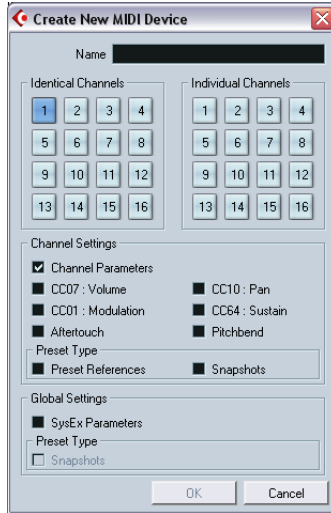 Create New MIDI Device
Name
Identical Channels Individual Channels
1 2 3 4 1 2 3 4
5 6 7 8 5 6 7 8
9 10 11 12 9 10 11 12
13 14 15 16 13 14 15 16
Channel Settings
Channel Parameters
CC07 : Volume CC10 : Pan
CC01 : Modulation CC64 : Sustain
Aftertouch Pitchbend
Preset Type
Preset References Snapshots
Global Settings
SysEx Parameters
Preset Type
Snapshots
OK Cancel